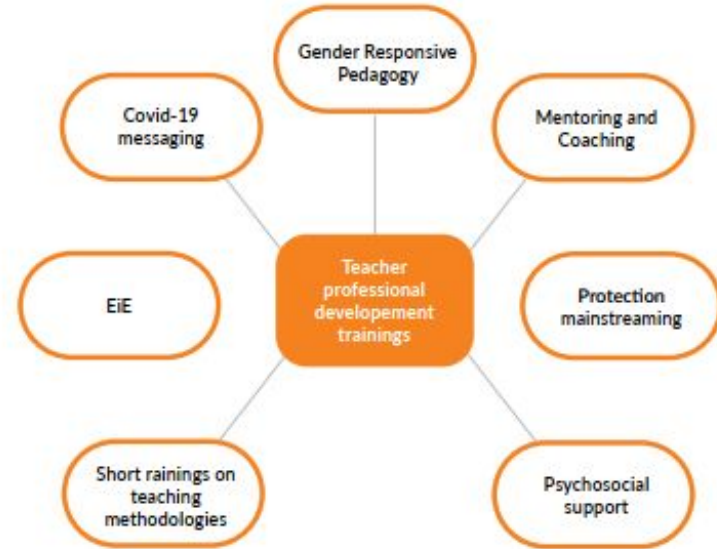 Gender Responsive
Pedagogy
Covid-19
messaging
Mentoring and
Coaching
Teacher
professional
developement
trainings
EiE
Protection
mainstreaming
Short rainings on
teaching
methodologies
Psychosocial
support